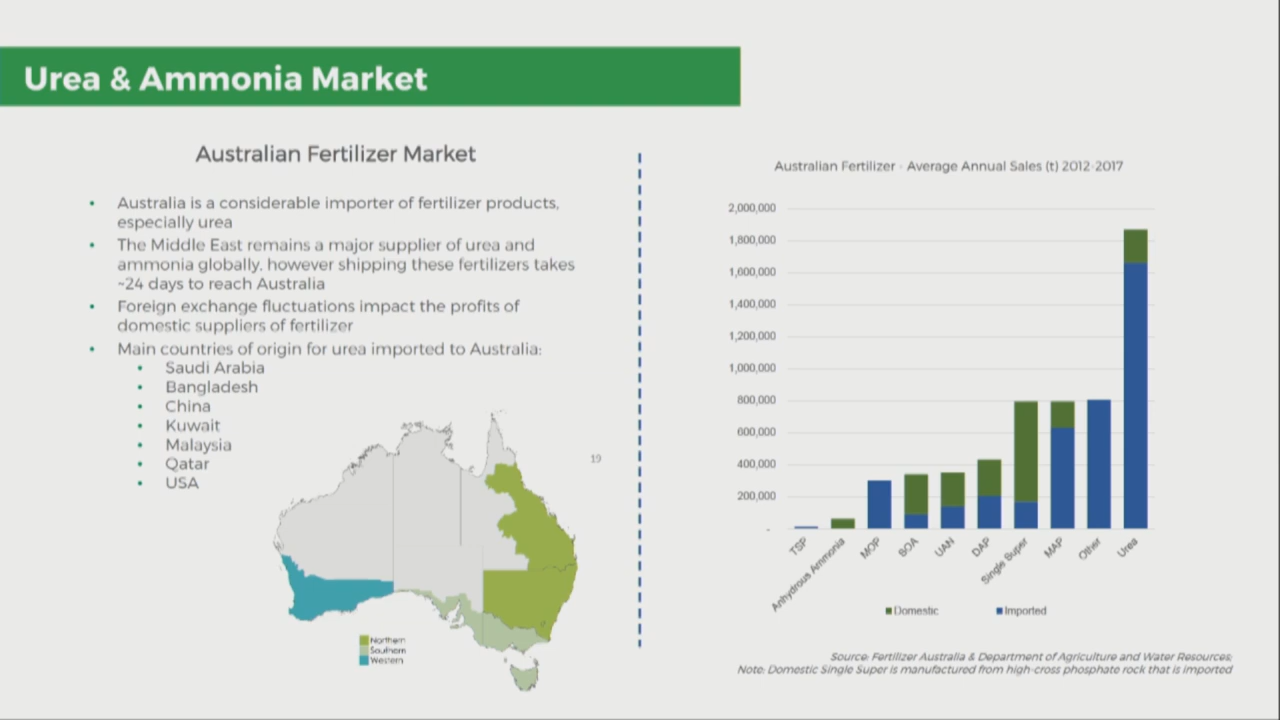 Urea & Ammonia Market
Australian Fertilizer Market
• Australia is a considerable importer of fertilizer products,
especially urea
• The Middle East remains a major supplier of urea and
ammonia globally, however shipping these fertilizers takes
~24 days to reach Australia
• Foreign exchange fluctuations impact the profits of
domestic suppliers of fertilizer
• Main countries of origin for urea imported to Australia:
• Saudi Arabia
• Bangladesh
• China
• Kuwait
• Malaysia
• Qatar
• USA
Northern
Southern
Western
19
Australian Fertilizer - Average Annual Sales (t) 2012-2017
2,000,000
1,800,000
1,600,000
1,400,000
1,200,000
1,000,000
800,000
600,000
400,000
200,000
-
TSP
Anhydrous Ammonia
MOP
SOA
UAN
DAP
Single Super
MAP
Other
Urea
Domestic
Imported
Source: Fertilizer Australia & Department of Agriculture and Water Resources;
Note: Domestic Single Super is manufactured from high-cross phosphate rock that is imported